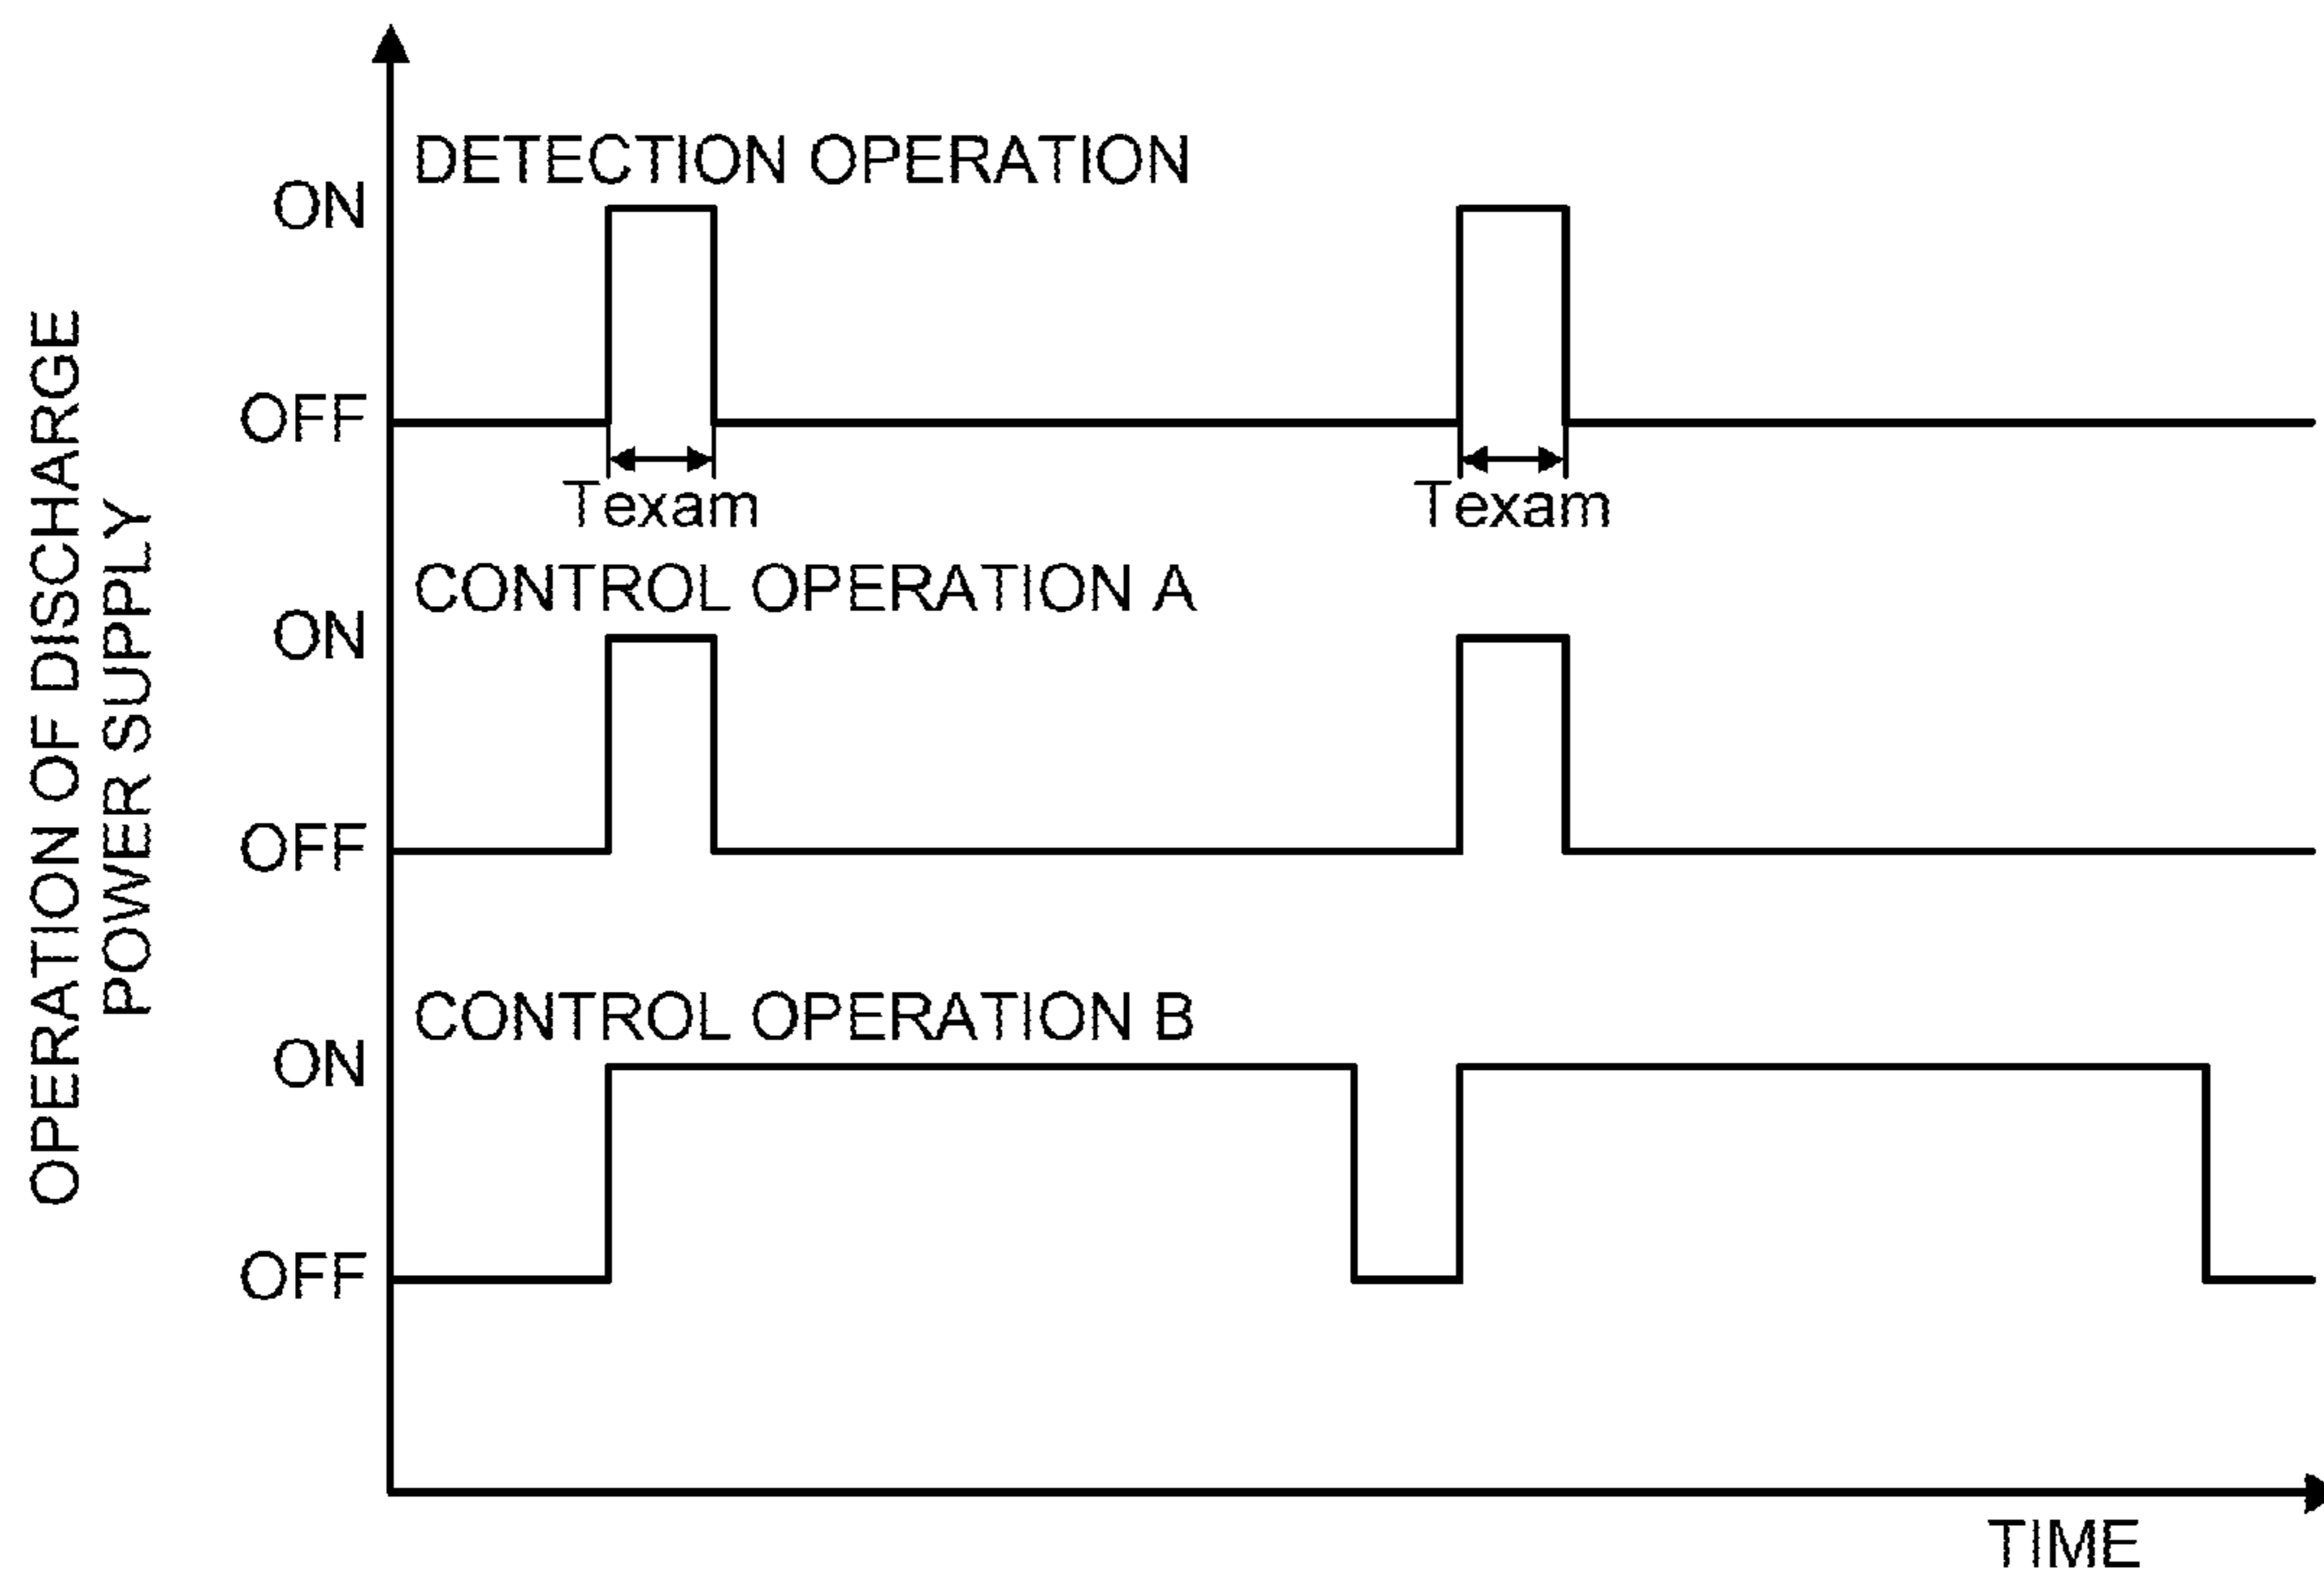 OPERATION OF DISCHARGE
POWER SUPPLY
DETECTION OPERATION
ON
OFF
Texam
Texam
CONTROL OPERATION A
ON
OFF
CONTROL OPERATION B
ON
OFF
TIME